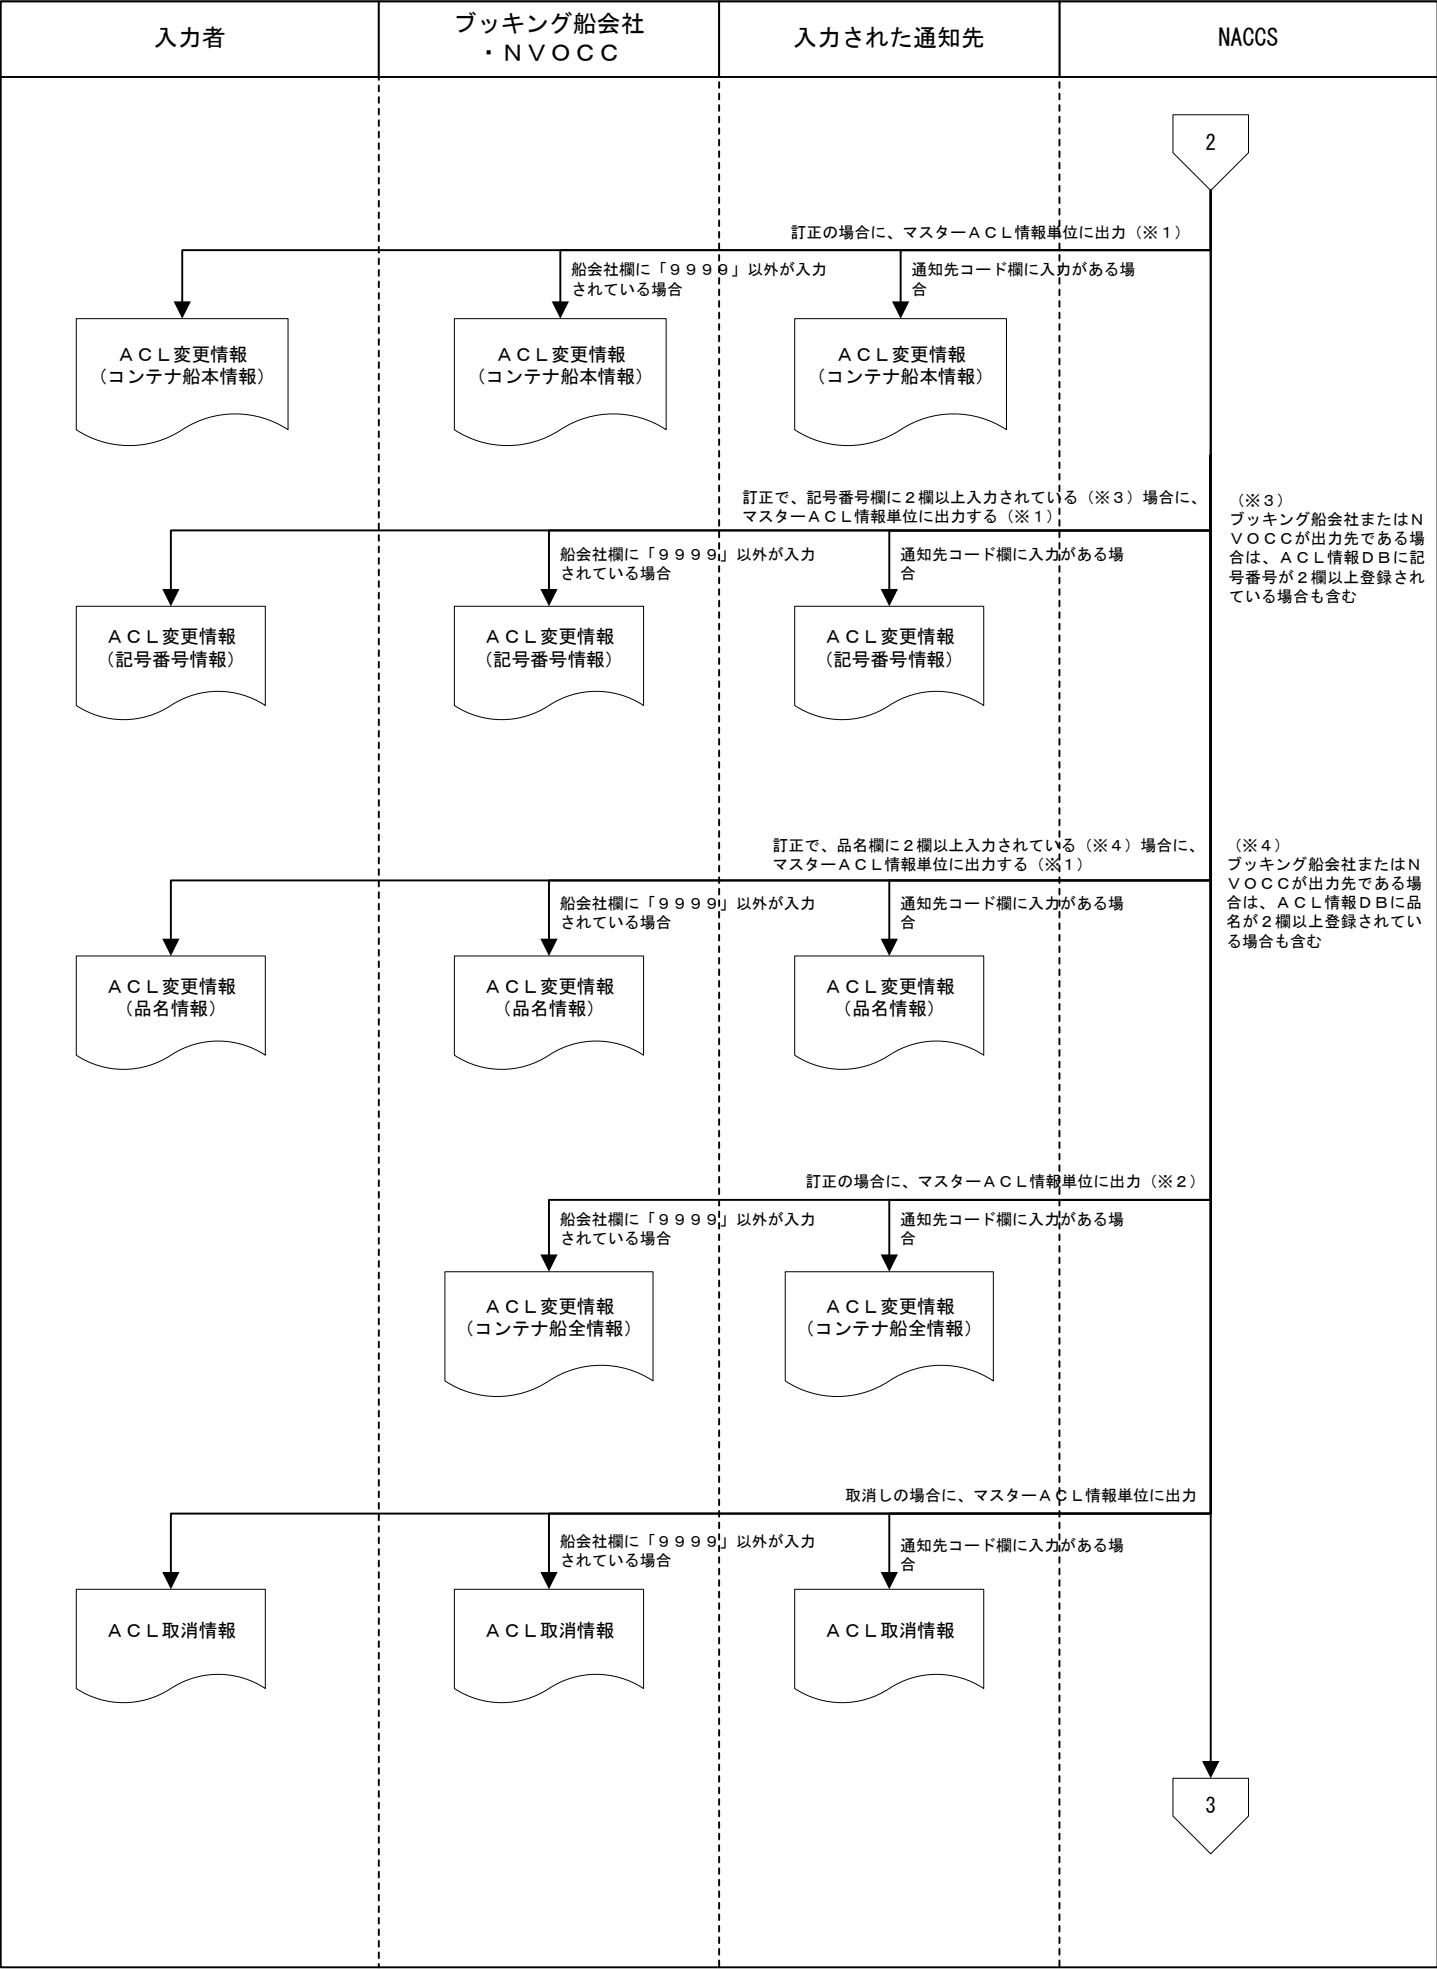 入力者
ブッキング船会社
・ＮＶＯＣＣ
入力された通知先
NACCS
2
訂正の場合に、マスターＡＣＬ情報単位に出力（※１）
船会社欄に「９９９９」以外が入力
されている場合
通知先コード欄に入力がある場
合
ＡＣＬ変更情報
（コンテナ船本情報）
ＡＣＬ変更情報
（コンテナ船本情報）
ＡＣＬ変更情報
（コンテナ船本情報）
訂正で、記号番号欄に２欄以上入力されている（※３）場合に、
マスターＡＣＬ情報単位に出力する（※１）
（※３）
ブッキング船会社またはＮ
ＶＯＣＣが出力先である場
合は、ＡＣＬ情報ＤＢに記
号番号が２欄以上登録され
ている場合も含む
船会社欄に「９９９９」以外が入力
されている場合
通知先コード欄に入力がある場
合
ＡＣＬ変更情報
（記号番号情報）
ＡＣＬ変更情報
（記号番号情報）
ＡＣＬ変更情報
（記号番号情報）
訂正で、品名欄に２欄以上入力されている（※４）場合に、
マスターＡＣＬ情報単位に出力する（※１）
（※４）
ブッキング船会社またはＮ
ＶＯＣＣが出力先である場
合は、ＡＣＬ情報ＤＢに品
名が２欄以上登録されてい
る場合も含む
船会社欄に「９９９９」以外が入力
されている場合
通知先コード欄に入力がある場
合
ＡＣＬ変更情報
（品名情報）
ＡＣＬ変更情報
（品名情報）
ＡＣＬ変更情報
（品名情報）
訂正の場合に、マスターＡＣＬ情報単位に出力（※２）
船会社欄に「９９９９」以外が入力
されている場合
通知先コード欄に入力がある場
合
ＡＣＬ変更情報
（コンテナ船全情報）
ＡＣＬ変更情報
（コンテナ船全情報）
取消しの場合に、マスターＡＣＬ情報単位に出力
船会社欄に「９９９９」以外が入力
されている場合
通知先コード欄に入力がある場
合
ＡＣＬ取消情報
ＡＣＬ取消情報
ＡＣＬ取消情報
3